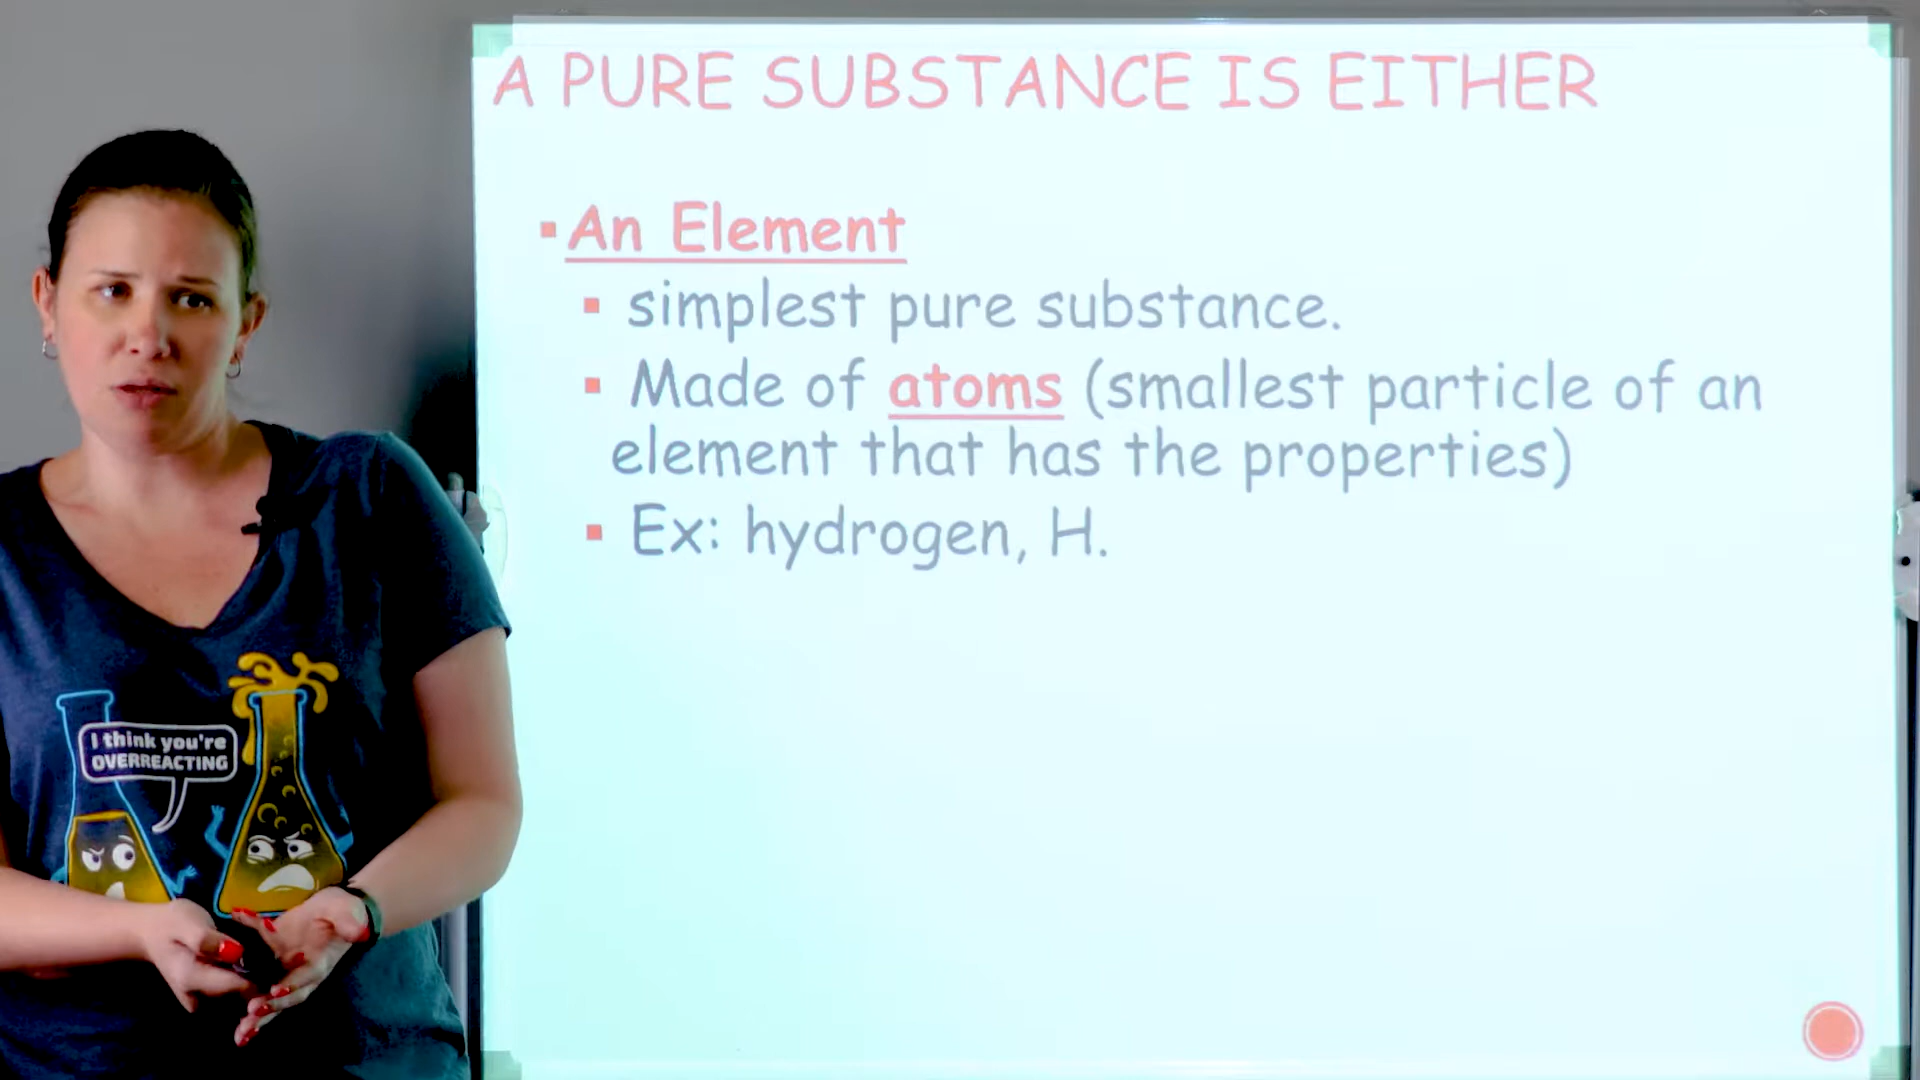 A PURE SUBSTANCE IS EITHER
▪ An Element
▪ simplest pure substance.
▪ Made of atoms (smallest particle of an
element that has the properties)
▪ Ex: hydrogen, H.
I think you're
OVERREACTING